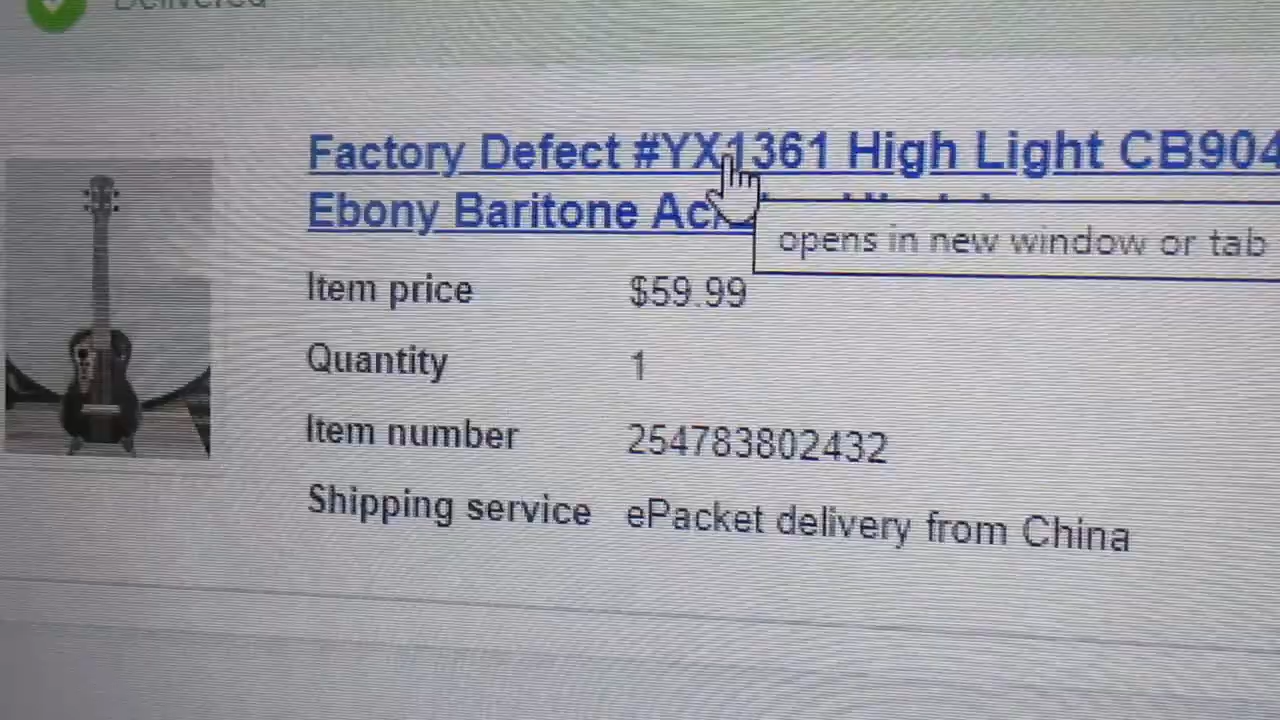 Delivered
Factory Defect #YX1361 High Light CB904
Ebony Baritone Ac
opens in new window or tab
Item price $59.99
Quantity 1
Item number 254783802432
Shipping service ePacket delivery from China